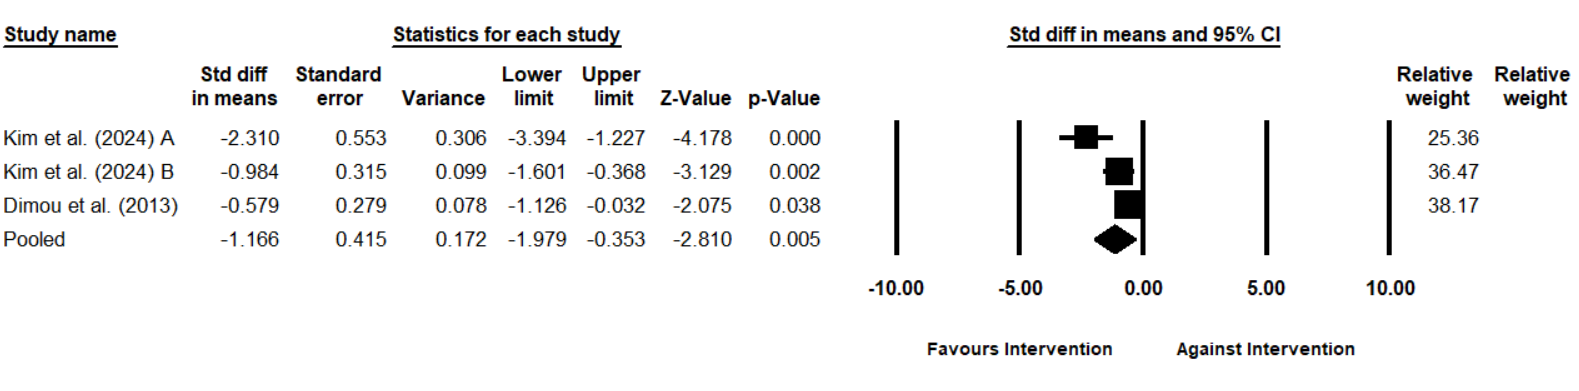 Study name Statistics for each study Std diff in means and 95% CI
Std diff Standard Lower Upper Relative Relative
in means error Variance limit limit Z-Value p-Value weight weight
Kim et al. (2024) A -2.310 0.553 0.306 -3.394 -1.227 -4.178 0.000 25.36
Kim et al. (2024) B -0.984 0.315 0.099 -1.601 -0.368 -3.129 0.002 36.47
Dimou et al. (2013) -0.579 0.279 0.078 -1.126 -0.032 -2.075 0.038 38.17
Pooled -1.166 0.415 0.172 -1.979 -0.353 -2.810 0.005
-10.00 -5.00 0.00 5.00 10.00
Favours Intervention Against Intervention